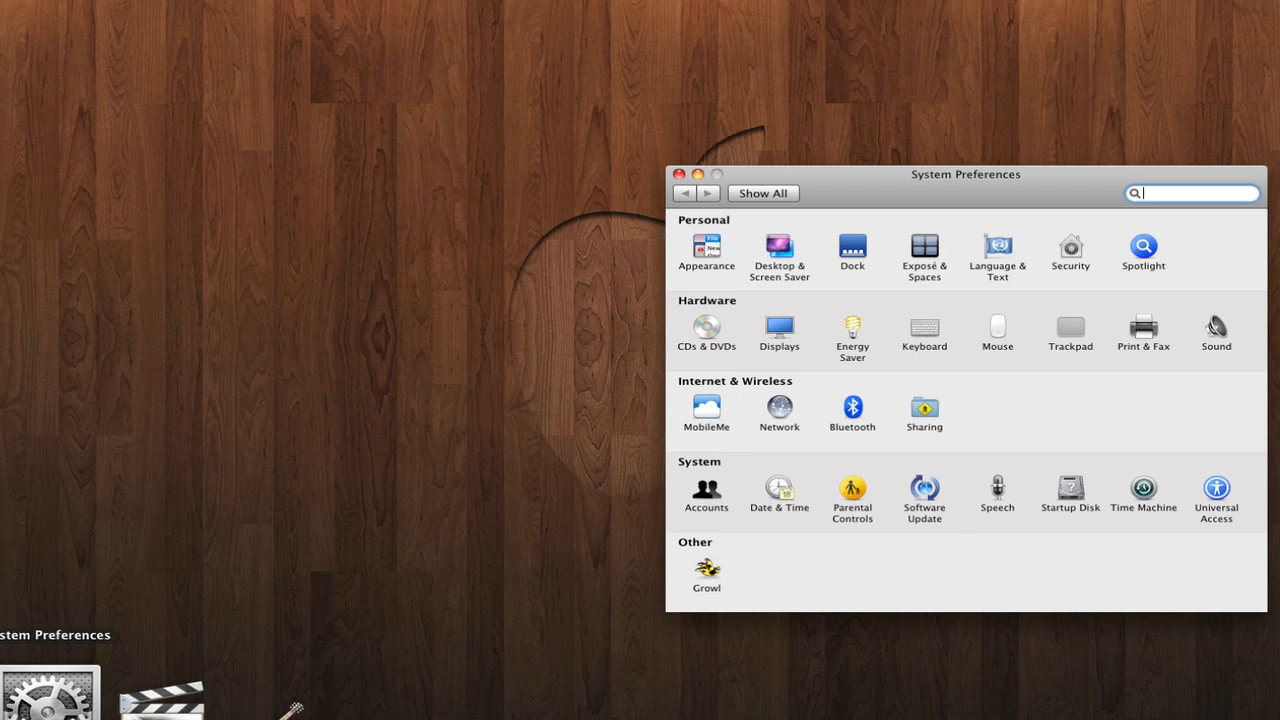 System Preferences
Show All
Personal
Appearance
Desktop &
Screen Saver
Dock
Exposé &
Spaces
Language &
Text
Security
Spotlight
Hardware
CDs & DVDs
Displays
Energy
Saver
Keyboard
Mouse
Trackpad
Print & Fax
Sound
Internet & Wireless
MobileMe
Network
Bluetooth
Sharing
System
Accounts
Date & Time
Parental
Controls
Software
Update
Speech
Startup Disk
Time Machine
Universal
Access
Other
Growl
stem Preferences